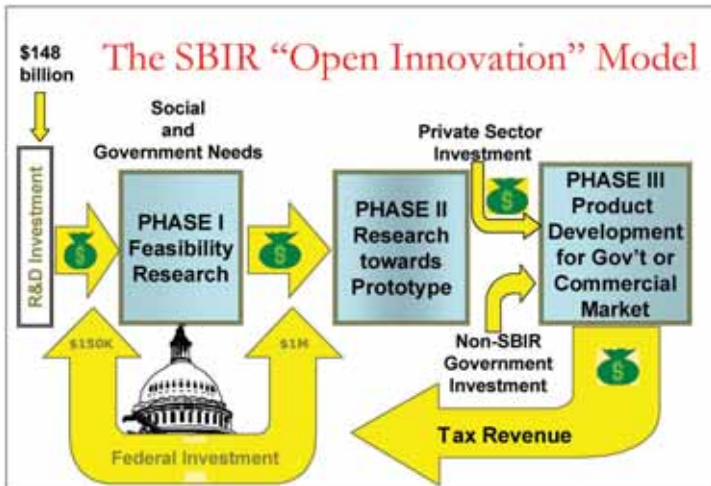 $148
billion
The SBIR “Open Innovation” Model
Social
and
Government Needs
Private Sector
Investment
R&D Investment
$
PHASE I
Feasibility
Research
$
PHASE II
Research
towards
Prototype
$
PHASE III
Product
Development
for Gov't or
Commercial
Market
$150K
$1M
Non-SBIR
Government
Investment
$
Federal Investment
Tax Revenue